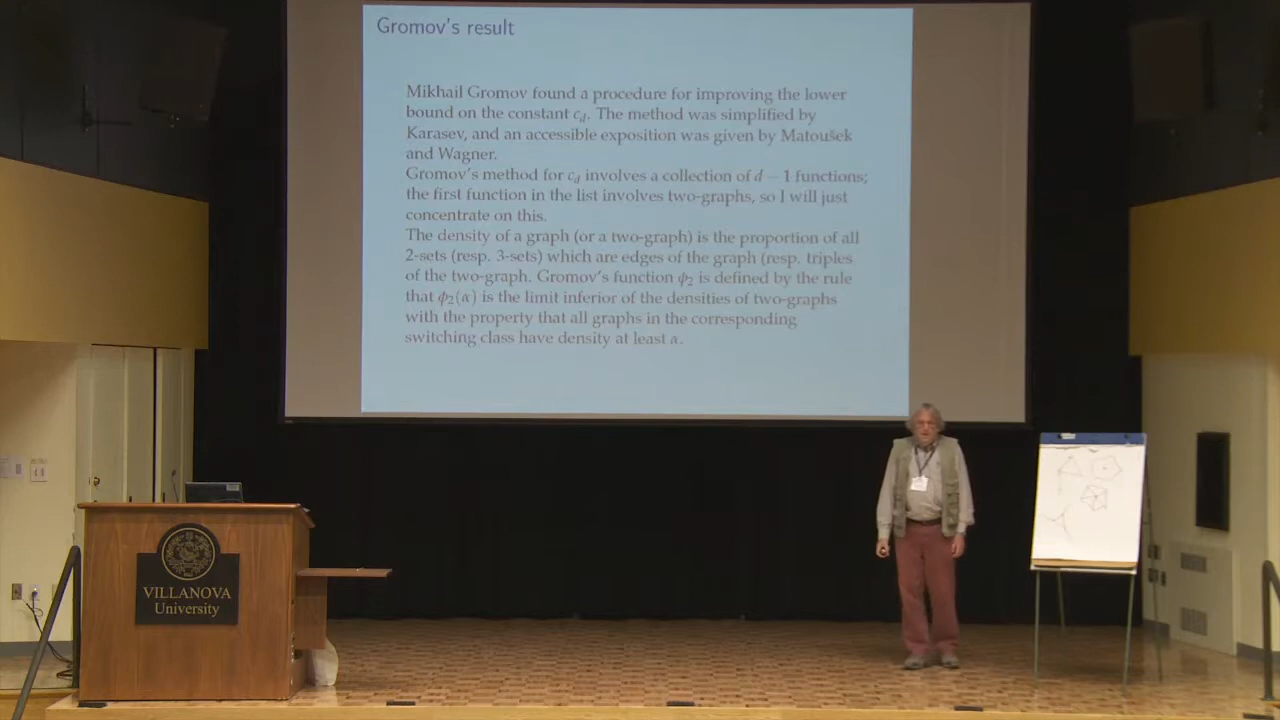 Gromov's result
Mikhail Gromov found a procedure for improving the lower
bound on the constant c_d. The method was simplified by
Karasev, and an accessible exposition was given by Matoušek
and Wagner.
Gromov's method for c_d involves a collection of d − 1 functions;
the first function in the list involves two-graphs, so I will just
concentrate on this.
The density of a graph (or a two-graph) is the proportion of all
2-sets (resp. 3-sets) which are edges of the graph (resp. triples
of the two-graph. Gromov's function ϕ₂ is defined by the rule
that ϕ₂(α) is the limit inferior of the densities of two-graphs
with the property that all graphs in the corresponding
switching class have density at least α.
VILLANOVA
University